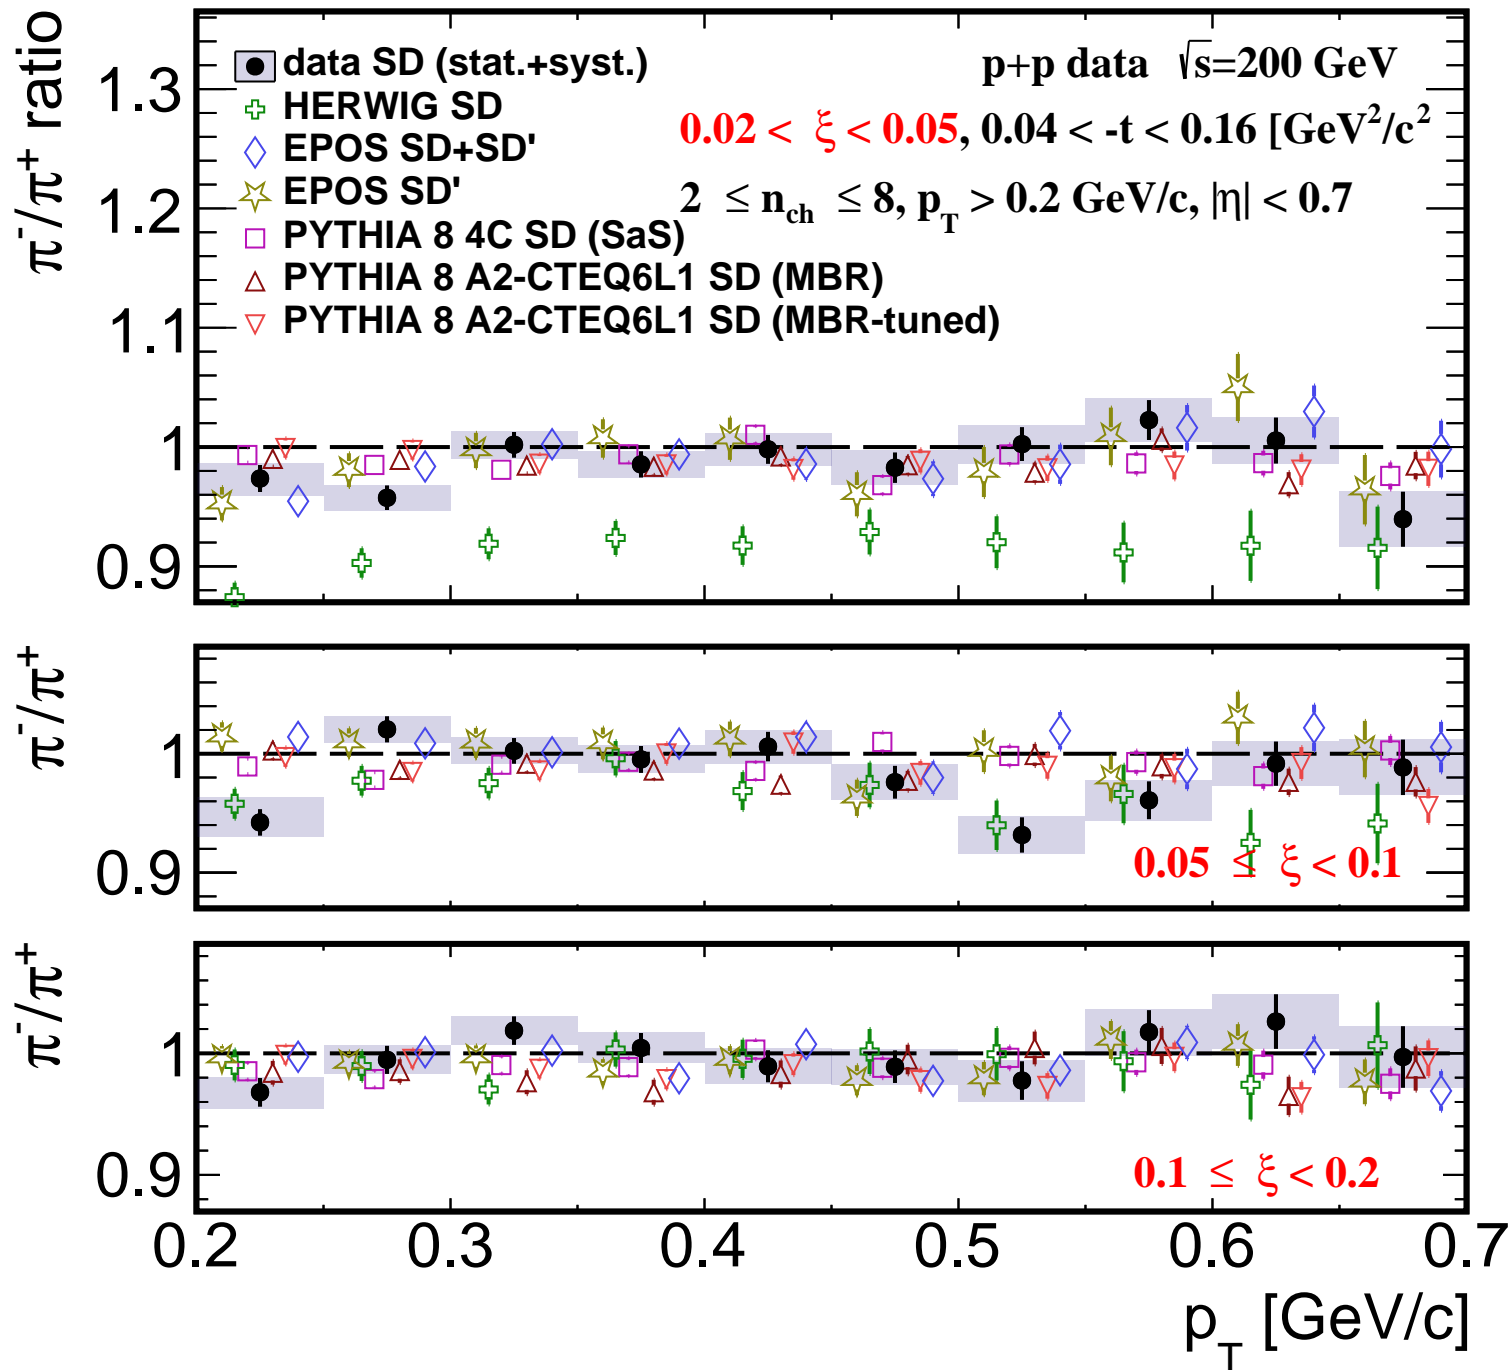 π⁻/π⁺ ratio
1.3
1.2
1.1
1
0.9
data SD (stat.+syst.)
HERWIG SD
EPOS SD+SD'
EPOS SD'
PYTHIA 8 4C SD (SaS)
PYTHIA 8 A2-CTEQ6L1 SD (MBR)
PYTHIA 8 A2-CTEQ6L1 SD (MBR-tuned)
p+p data √s=200 GeV
0.02 < ξ < 0.05, 0.04 < -t < 0.16 [GeV²/c²
2 ≤ n_ch ≤ 8, p_T > 0.2 GeV/c, |η| < 0.7
π⁻/π⁺
1
0.9
0.05 ≤ ξ < 0.1
π⁻/π⁺
1
0.9
0.1 ≤ ξ < 0.2
0.2 0.3 0.4 0.5 0.6 0.7
p_T [GeV/c]